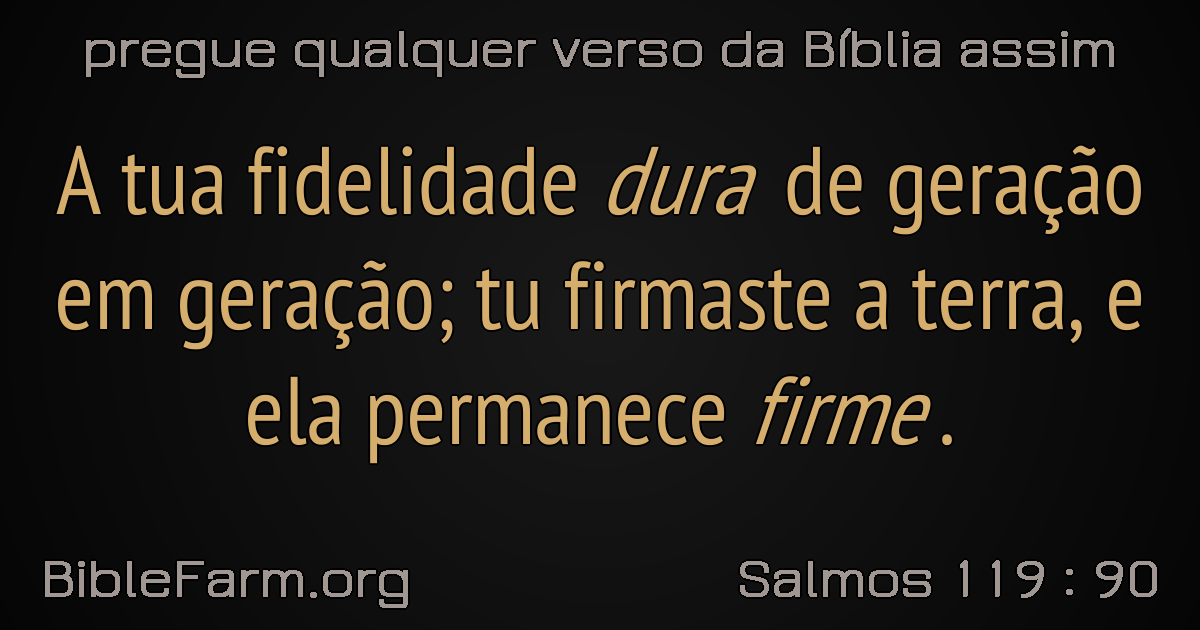 pregue qualquer verso da Bíblia assim
A tua fidelidade dura de geração
em geração; tu firmaste a terra, e
ela permanece firme .
BibleFarm.org
Salmos 119 : 90